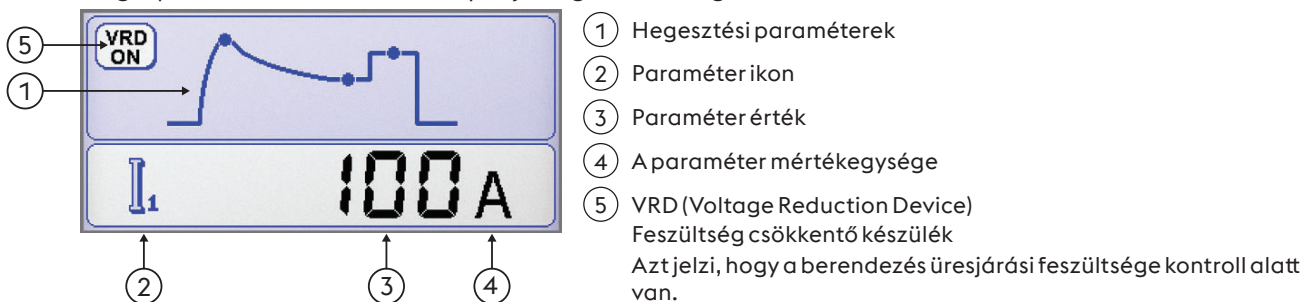 5
VRD
ON
1
I1
100 A
2
3
4
1 Hegesztési paraméterek
2 Paraméter ikon
3 Paraméter érték
4 A paraméter mértékegysége
5 VRD (Voltage Reduction Device)
Feszültség csökkentő készülék
Azt jelzi, hogy a berendezés üresjárási feszültsége kontroll alatt
van.